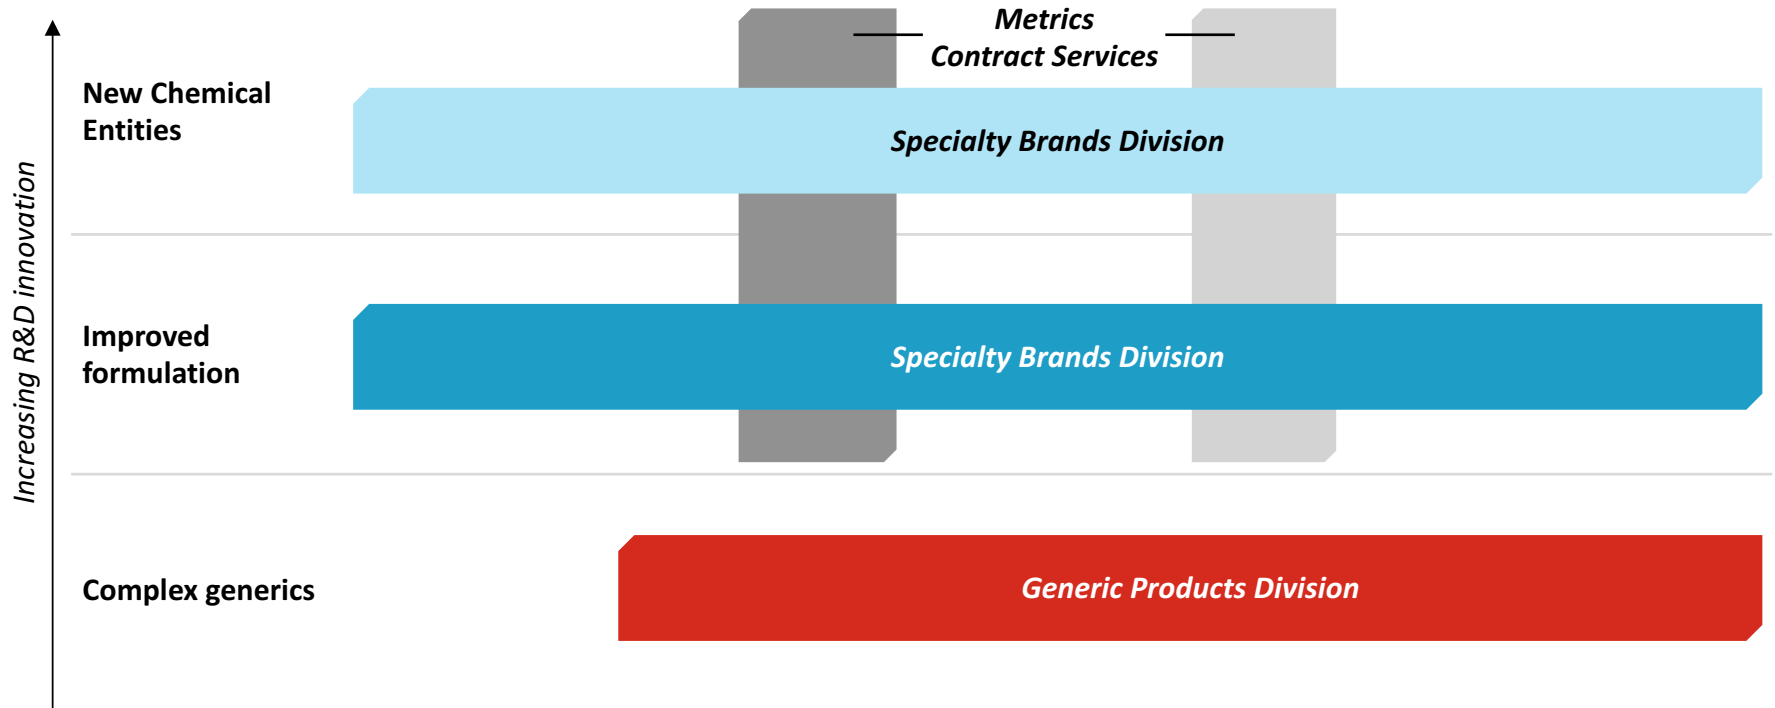 Metrics
Contract Services
New Chemical
Entities
Specialty Brands Division
Increasing R&D innovation
Improved
formulation
Specialty Brands Division
Complex generics
Generic Products Division